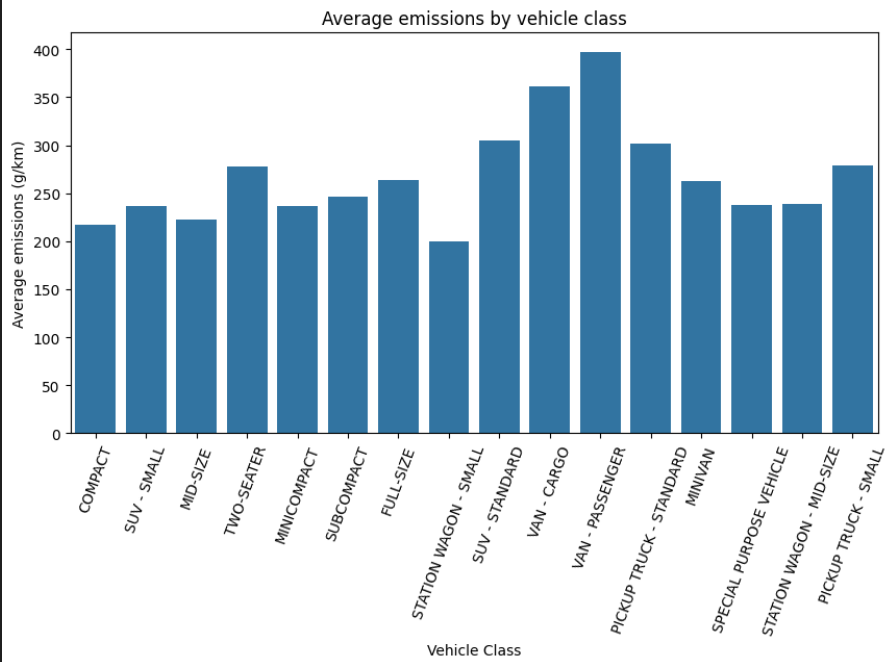 Average emissions by vehicle class
Average emissions (g/km)
400
350
300
250
200
150
100
50
0
COMPACT
SUV - SMALL
MID-SIZE
TWO-SEATER
MINICOMPACT
SUBCOMPACT
FULL-SIZE
STATION WAGON - SMALL
SUV - STANDARD
VAN - CARGO
VAN - PASSENGER
PICKUP TRUCK - STANDARD
MINIVAN
SPECIAL PURPOSE VEHICLE
STATION WAGON - MID-SIZE
PICKUP TRUCK - SMALL
Vehicle Class